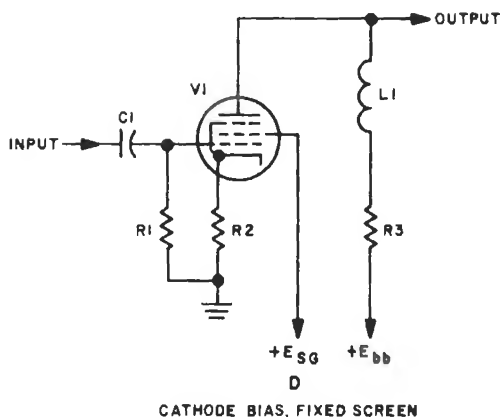 OUTPUT
V1
L1
C1
INPUT
R1
R2
R3
+ESG
+Ebb
D
CATHODE BIAS, FIXED SCREEN